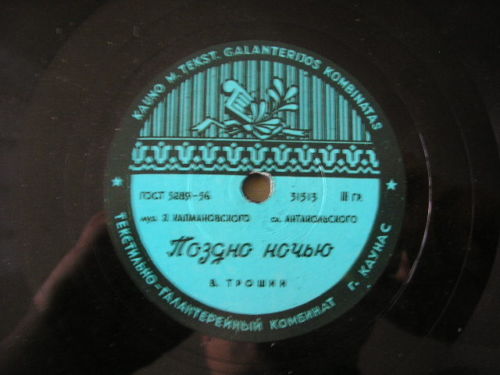 KAUNO M. TEKST. GALANTERIJOS KOMBINATAS
ГОСТ 5289-56 31513 III ГР.
муз. Э. КОЛМАНОВСКОГО сл. АНТАКОЛЬСКОГО
Поздно ночью
В. ТРОШИН
ТЕКСТИЛЬНО-ГАЛАНТЕРЕЙНЫЙ КОМБИНАТ Г. КАУНАС